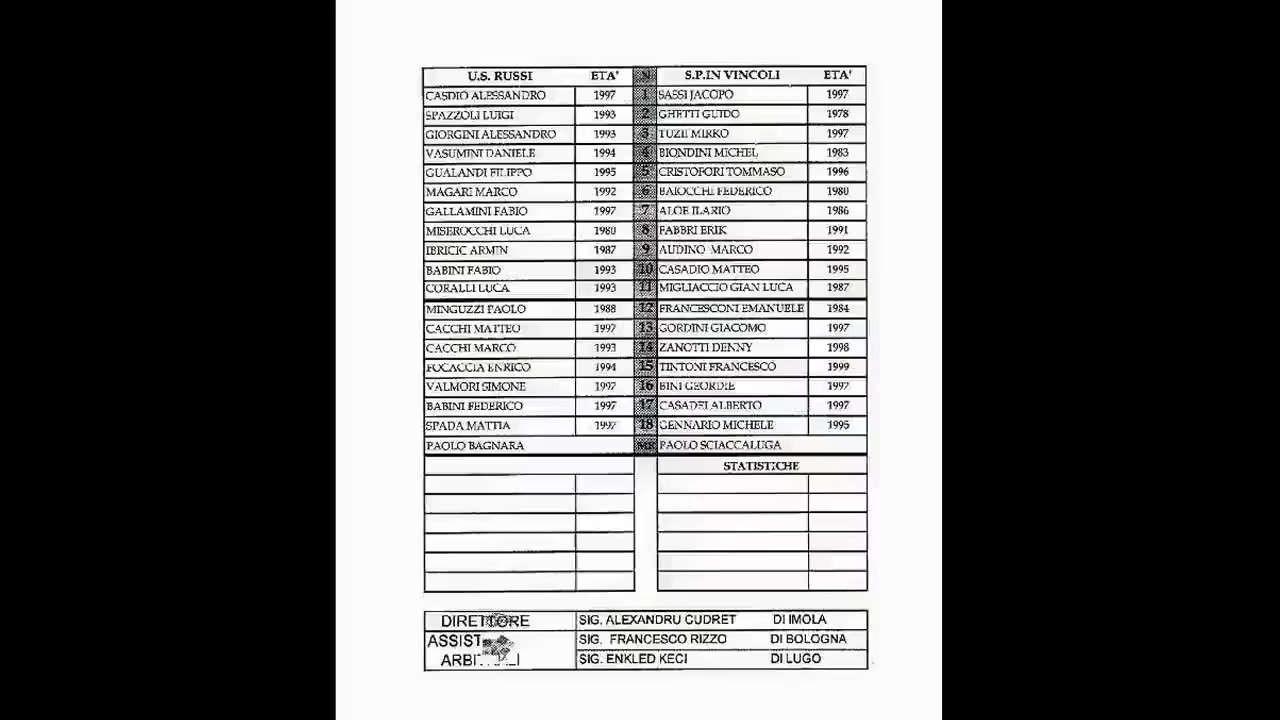 U.S. RUSSI ETA' N S.P.IN VINCOLI ETA'
CASDIO ALESSANDRO 1997 1 SASSI JACOPO 1997
SPAZZOLI LUIGI 1993 2 GHETTI GUIDO 1978
GIORGINI ALESSANDRO 1993 3 TUZII MIRKO 1997
VASUMINI DANIELE 1994 4 BIONDINI MICHEL 1983
GUALANDI FILIPPO 1995 5 CRISTOFORI TOMMASO 1996
MAGARI MARCO 1992 6 BAIOCCHI FEDERICO 1980
GALLAMINI FABIO 1997 7 ALOE ILARIO 1986
MISEROCCHI LUCA 1980 8 FABBRI ERIK 1991
IBRICIC ARMIN 1987 9 AUDINO MARCO 1992
BABINI FABIO 1993 10 CASADIO MATTEO 1995
CORALLI LUCA 1993 11 MIGLIACCIO GIAN LUCA 1987
MINGUZZI PAOLO 1988 12 FRANCESCONI EMANUELE 1984
CACCHI MATTEO 1997 13 GORDINI GIACOMO 1997
CACCHI MARCO 1993 14 ZANOTTI DENNY 1998
FOCACCIA ENRICO 1994 15 TINTONI FRANCESCO 1999
VALMORI SIMONE 1997 16 BINI GEORDIE 1997
BABINI FEDERICO 1997 17 CASADEI ALBERTO 1997
SPADA MATTIA 1997 18 GENNARIO MICHELE 1995
PAOLO BAGNARA PAOLO SCIACCALUGA
STATISTICHE
DIRETTORE SIG. ALEXANDRU CUDRET DI IMOLA
SIG. FRANCESCO RIZZO DI BOLOGNA
SIG. ENKLED KECI DI LUGO